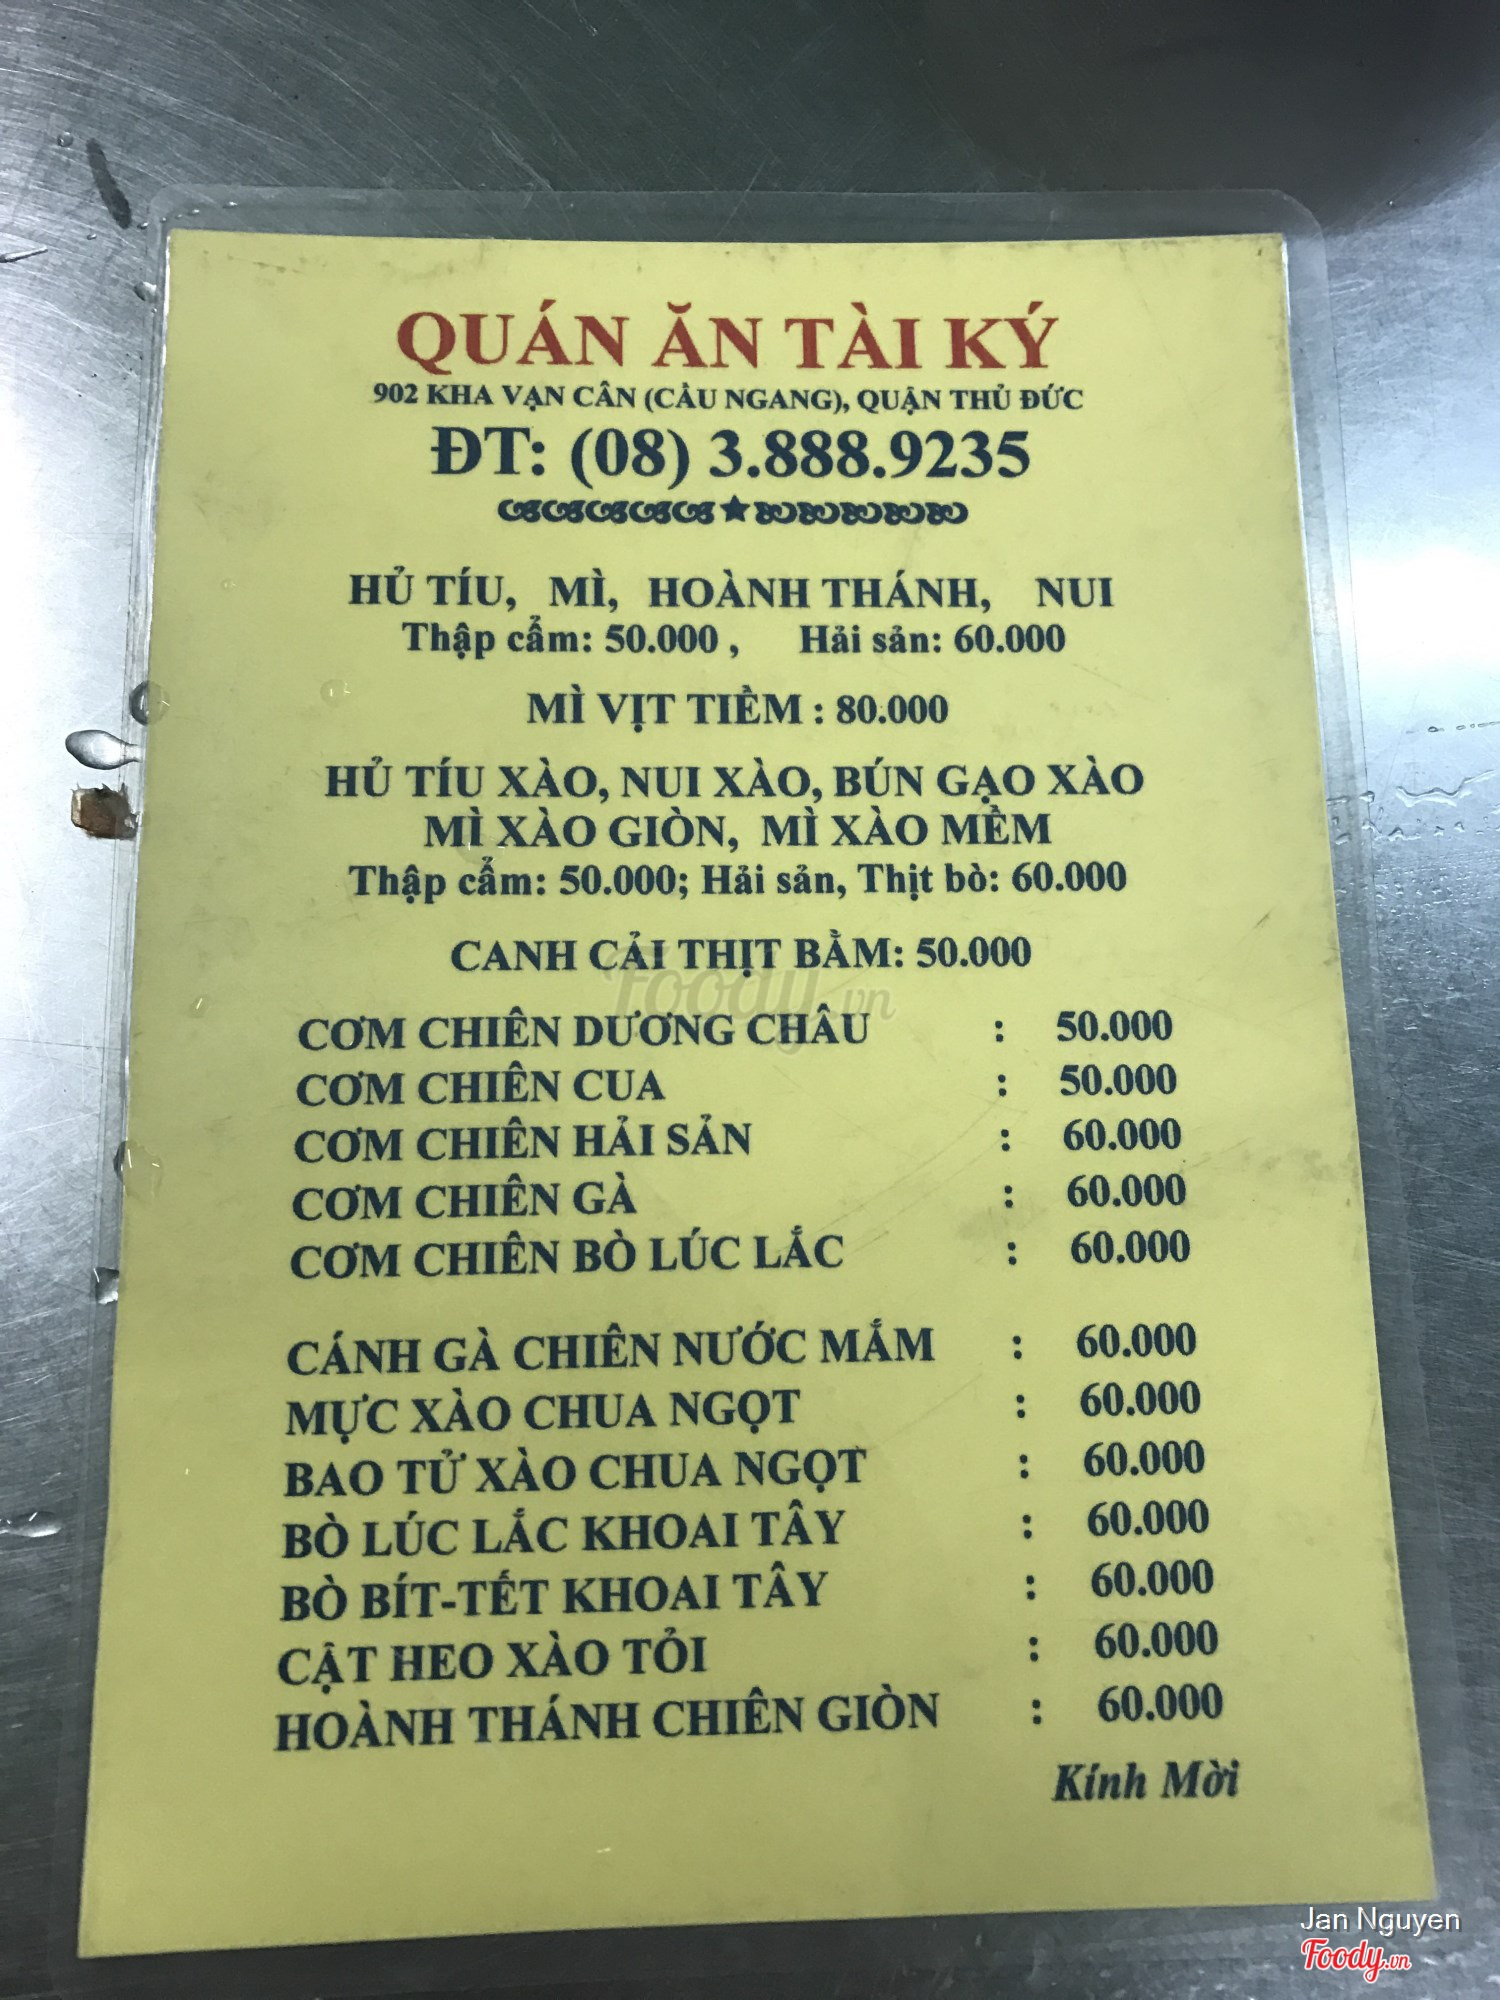 QUÁN ĂN TÀI KÝ
902 KHA VẠN CÂN (CẦU NGANG), QUẬN THỦ ĐỨC
ĐT: (08) 3.888.9235
HỦ TÍU, MÌ, HOÀNH THÁNH, NUI
Thập cẩm: 50.000 , Hải sản: 60.000
MÌ VỊT TIỀM : 80.000
HỦ TÍU XÀO, NUI XÀO, BÚN GẠO XÀO
MÌ XÀO GIÒN, MÌ XÀO MỀM
Thập cẩm: 50.000; Hải sản, Thịt bò: 60.000
CANH CẢI THỊT BẰM: 50.000
Foody.vn
CƠM CHIÊN DƯƠNG CHÂU : 50.000
CƠM CHIÊN CUA : 50.000
CƠM CHIÊN HẢI SẢN : 60.000
CƠM CHIÊN GÀ : 60.000
CƠM CHIÊN BÒ LÚC LẮC : 60.000
CÁNH GÀ CHIÊN NƯỚC MẮM : 60.000
MỰC XÀO CHUA NGỌT : 60.000
BAO TỬ XÀO CHUA NGỌT : 60.000
BÒ LÚC LẮC KHOAI TÂY : 60.000
BÒ BÍT-TẾT KHOAI TÂY : 60.000
CẬT HEO XÀO TỎI : 60.000
HOÀNH THÁNH CHIÊN GIÒN : 60.000
Kính Mời
Jan Nguyen
Foody.vn